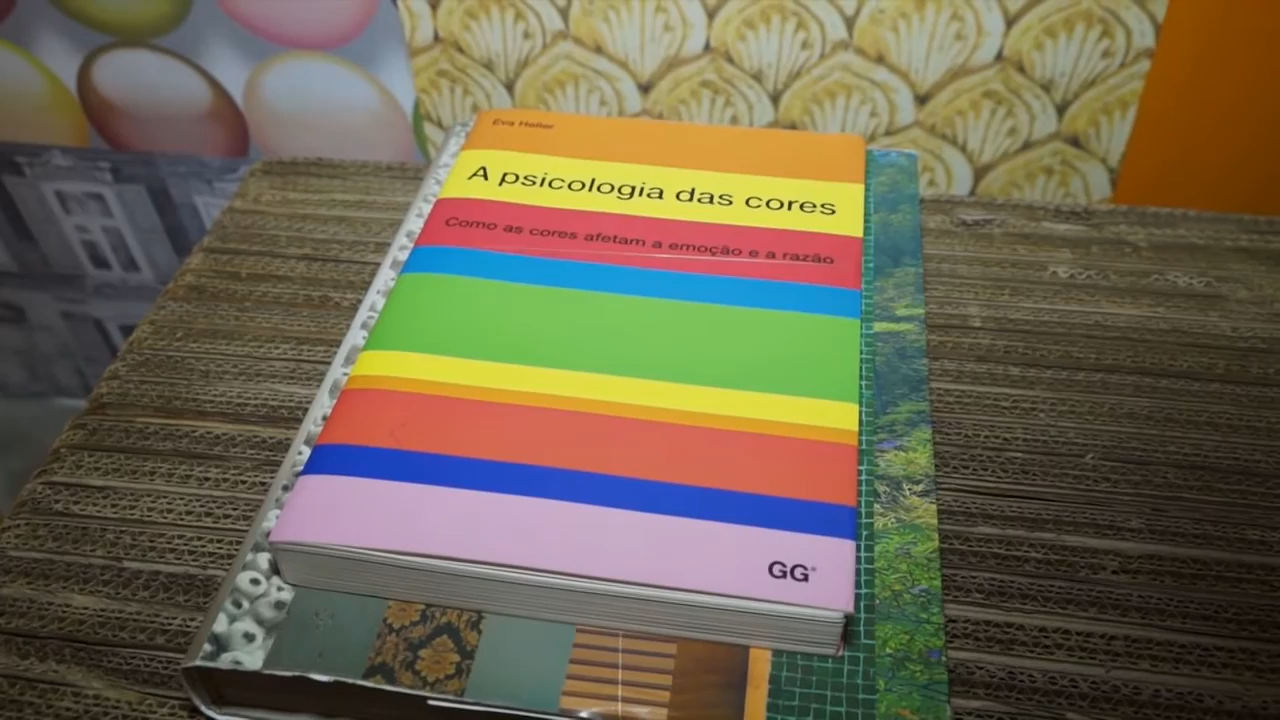 Eva Heller
A psicologia das cores
Como as cores afetam a emoção e a razão
GG®